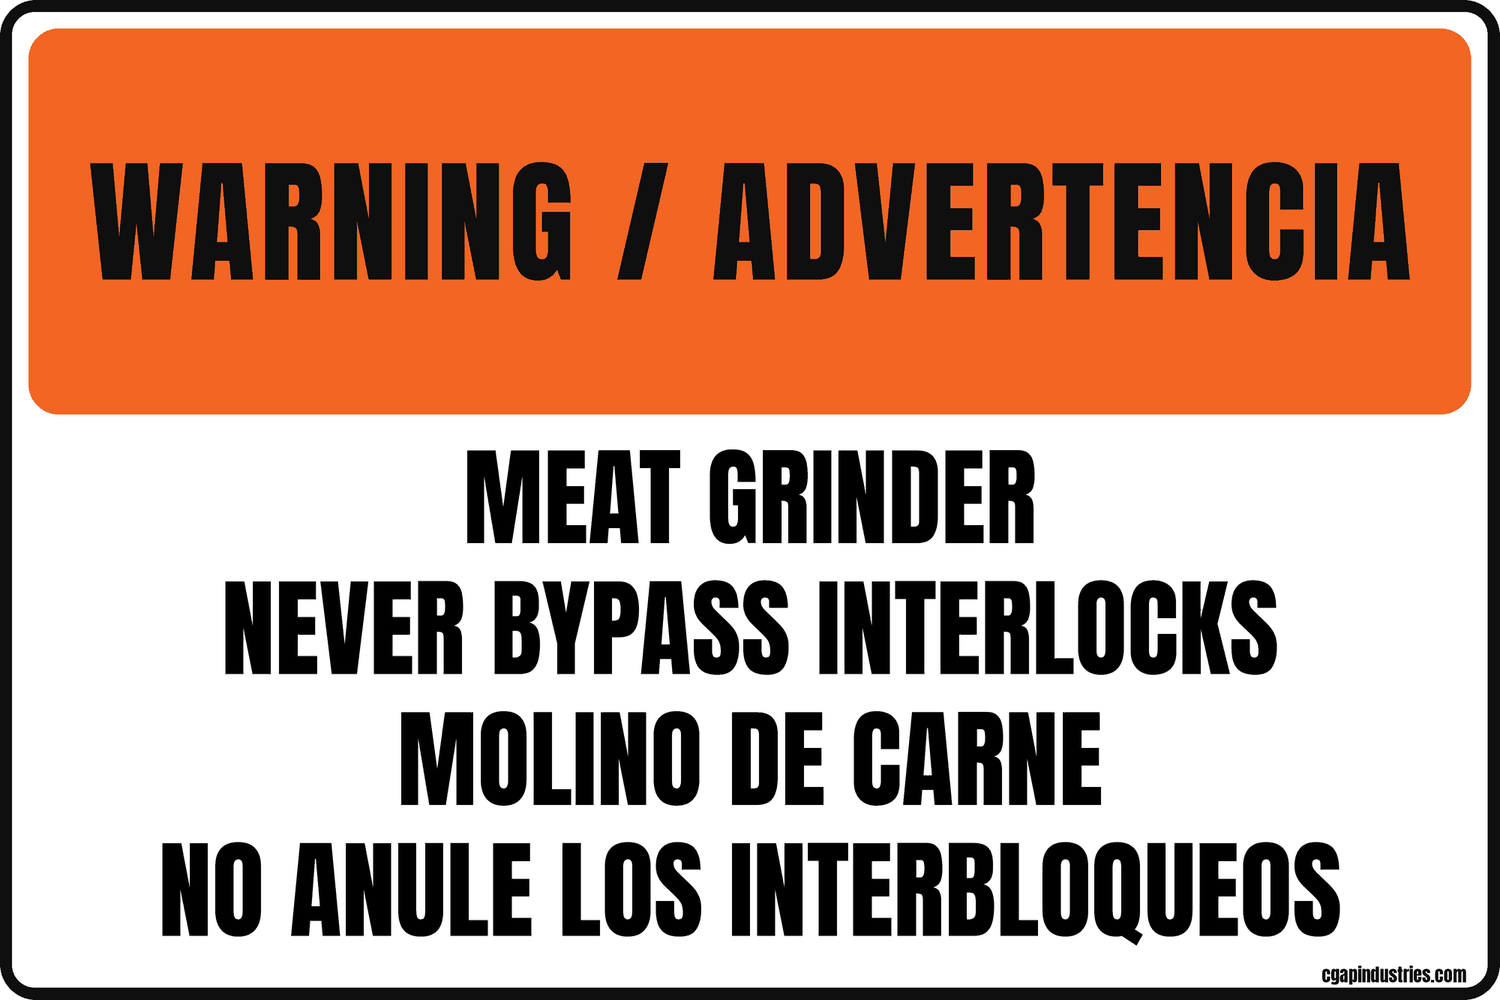 WARNING / ADVERTENCIA
MEAT GRINDER
NEVER BYPASS INTERLOCKS
MOLINO DE CARNE
NO ANULE LOS INTERBLOQUEOS
cgapindustries.com